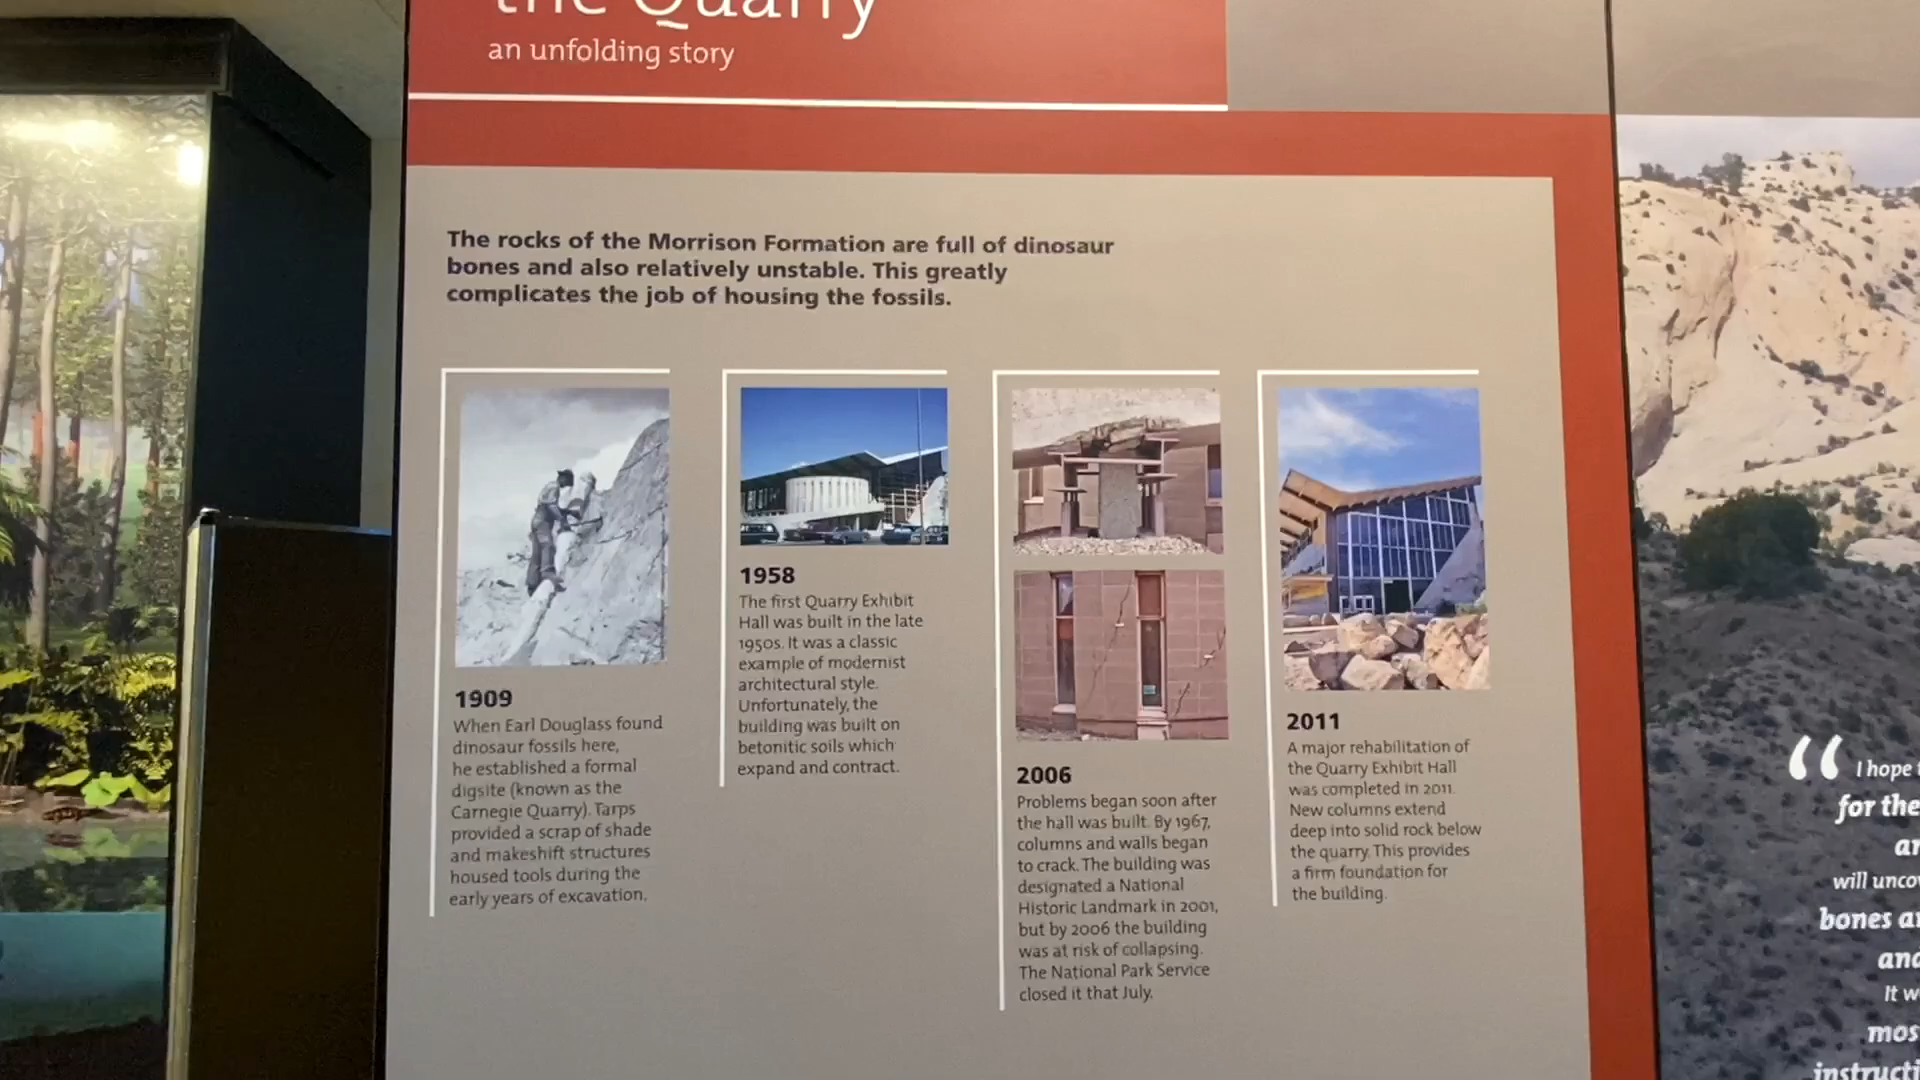 the Quarry
an unfolding story
The rocks of the Morrison Formation are full of dinosaur
bones and also relatively unstable. This greatly
complicates the job of housing the fossils.
1909
When Earl Douglass found
dinosaur fossils here,
he established a formal
digsite (known as the
Carnegie Quarry). Tarps
provided a scrap of shade
and makeshift structures
housed tools during the
early years of excavation.
1958
The first Quarry Exhibit
Hall was built in the late
1950s. It was a classic
example of modernist
architectural style.
Unfortunately, the
building was built on
betonitic soils which
expand and contract.
2006
Problems began soon after
the hall was built. By 1967,
columns and walls began
to crack. The building was
designated a National
Historic Landmark in 2001,
but by 2006 the building
was at risk of collapsing.
The National Park Service
closed it that July.
2011
A major rehabilitation of
the Quarry Exhibit Hall
was completed in 2011.
New columns extend
deep into solid rock below
the quarry. This provides
a firm foundation for
the building.
“ I hope
for the
will
bones
It